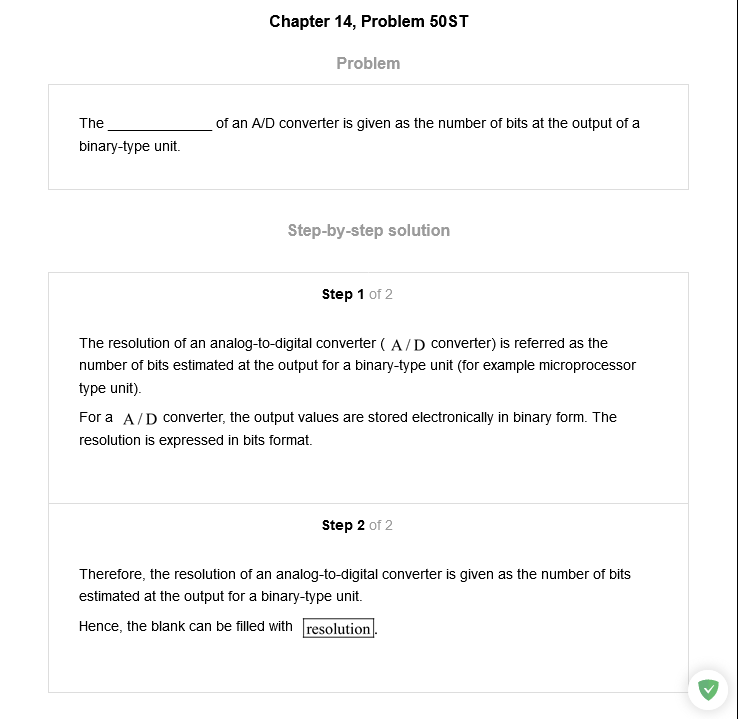 Chapter 14, Problem 50ST
Problem
The ______________ of an A/D converter is given as the number of bits at the output of a
binary-type unit.
Step-by-step solution
Step 1 of 2
The resolution of an analog-to-digital converter ( A/D converter) is referred as the
number of bits estimated at the output for a binary-type unit (for example microprocessor
type unit).
For a A/D converter, the output values are stored electronically in binary form. The
resolution is expressed in bits format.
Step 2 of 2
Therefore, the resolution of an analog-to-digital converter is given as the number of bits
estimated at the output for a binary-type unit.
Hence, the blank can be filled with resolution.